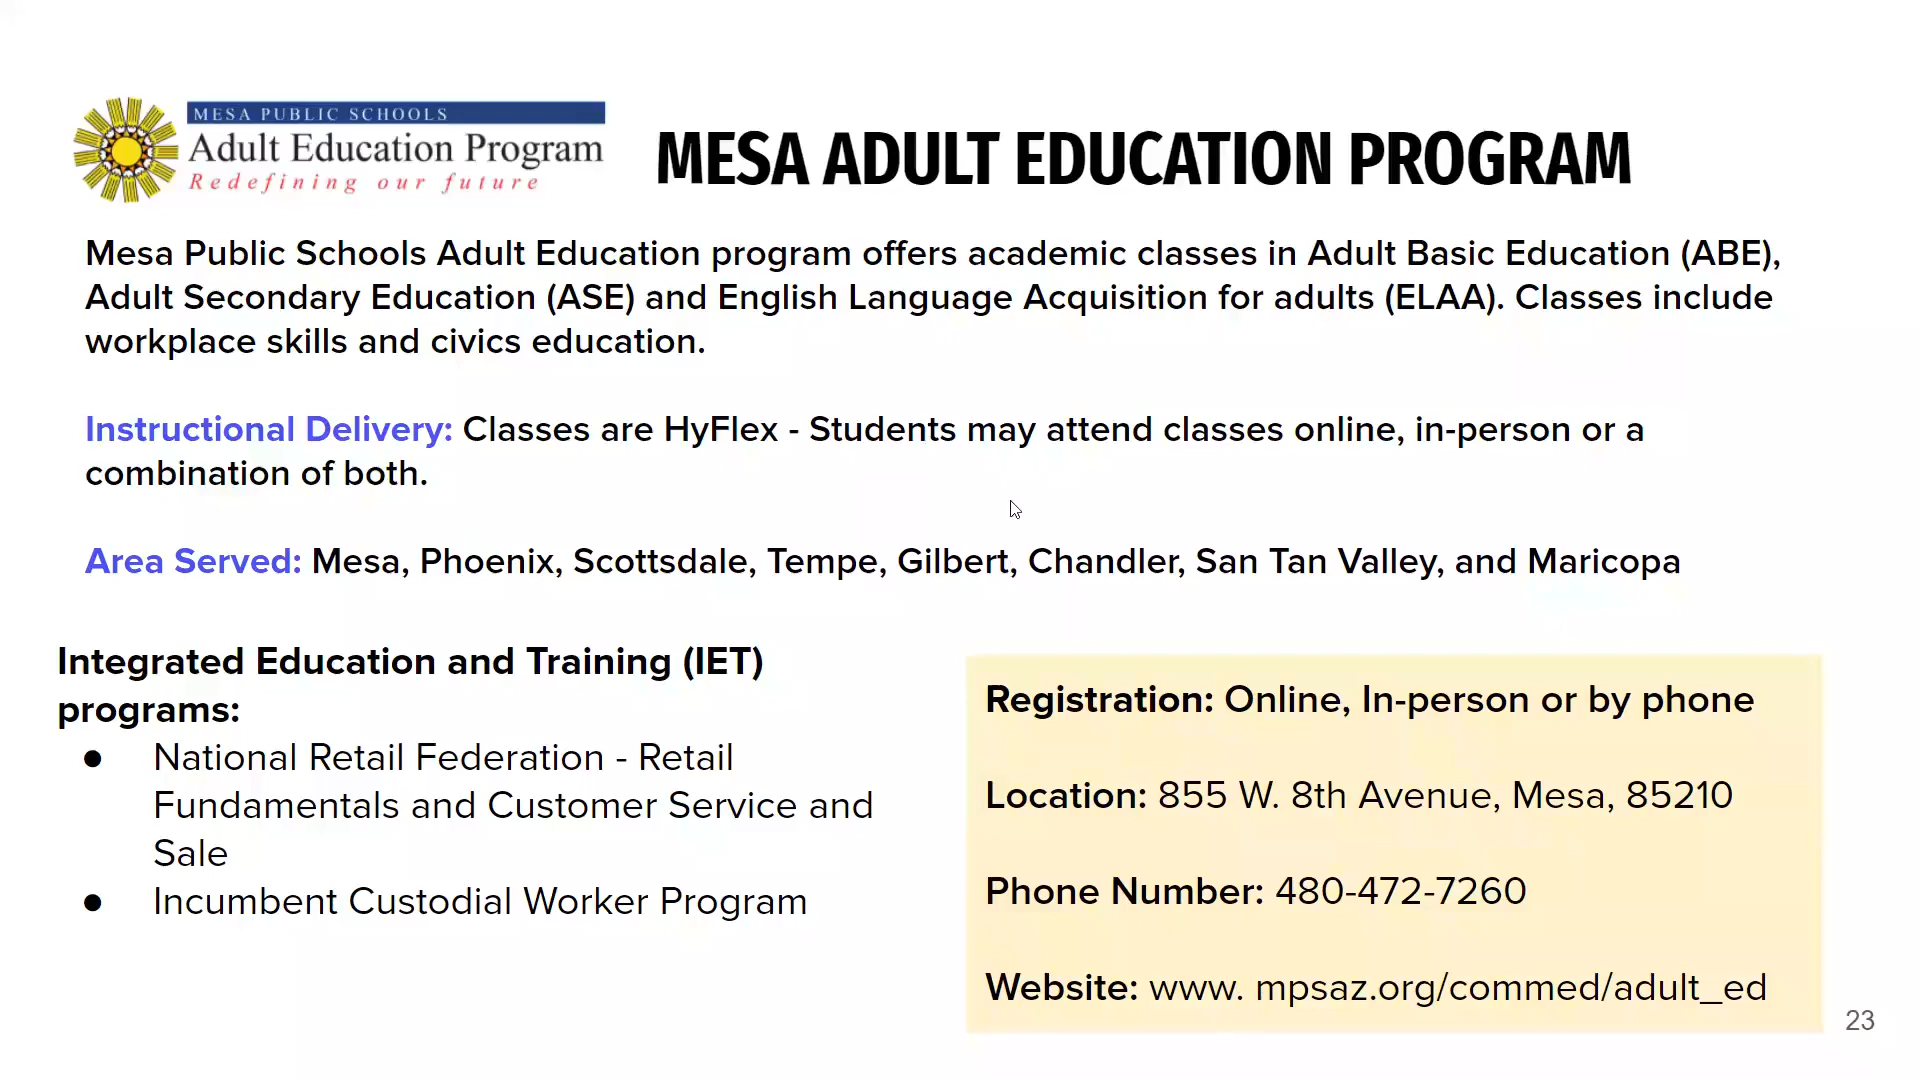 MESA PUBLIC SCHOOLS
Adult Education Program
Redefining our future
MESA ADULT EDUCATION PROGRAM
Mesa Public Schools Adult Education program offers academic classes in Adult Basic Education (ABE),
Adult Secondary Education (ASE) and English Language Acquisition for adults (ELAA). Classes include
workplace skills and civics education.
Instructional Delivery: Classes are HyFlex - Students may attend classes online, in-person or a
combination of both.
Area Served: Mesa, Phoenix, Scottsdale, Tempe, Gilbert, Chandler, San Tan Valley, and Maricopa
Integrated Education and Training (IET)
programs:
● National Retail Federation - Retail
Fundamentals and Customer Service and
Sale
● Incumbent Custodial Worker Program
Registration: Online, In-person or by phone
Location: 855 W. 8th Avenue, Mesa, 85210
Phone Number: 480-472-7260
Website: www. mpsaz.org/commed/adult_ed
23